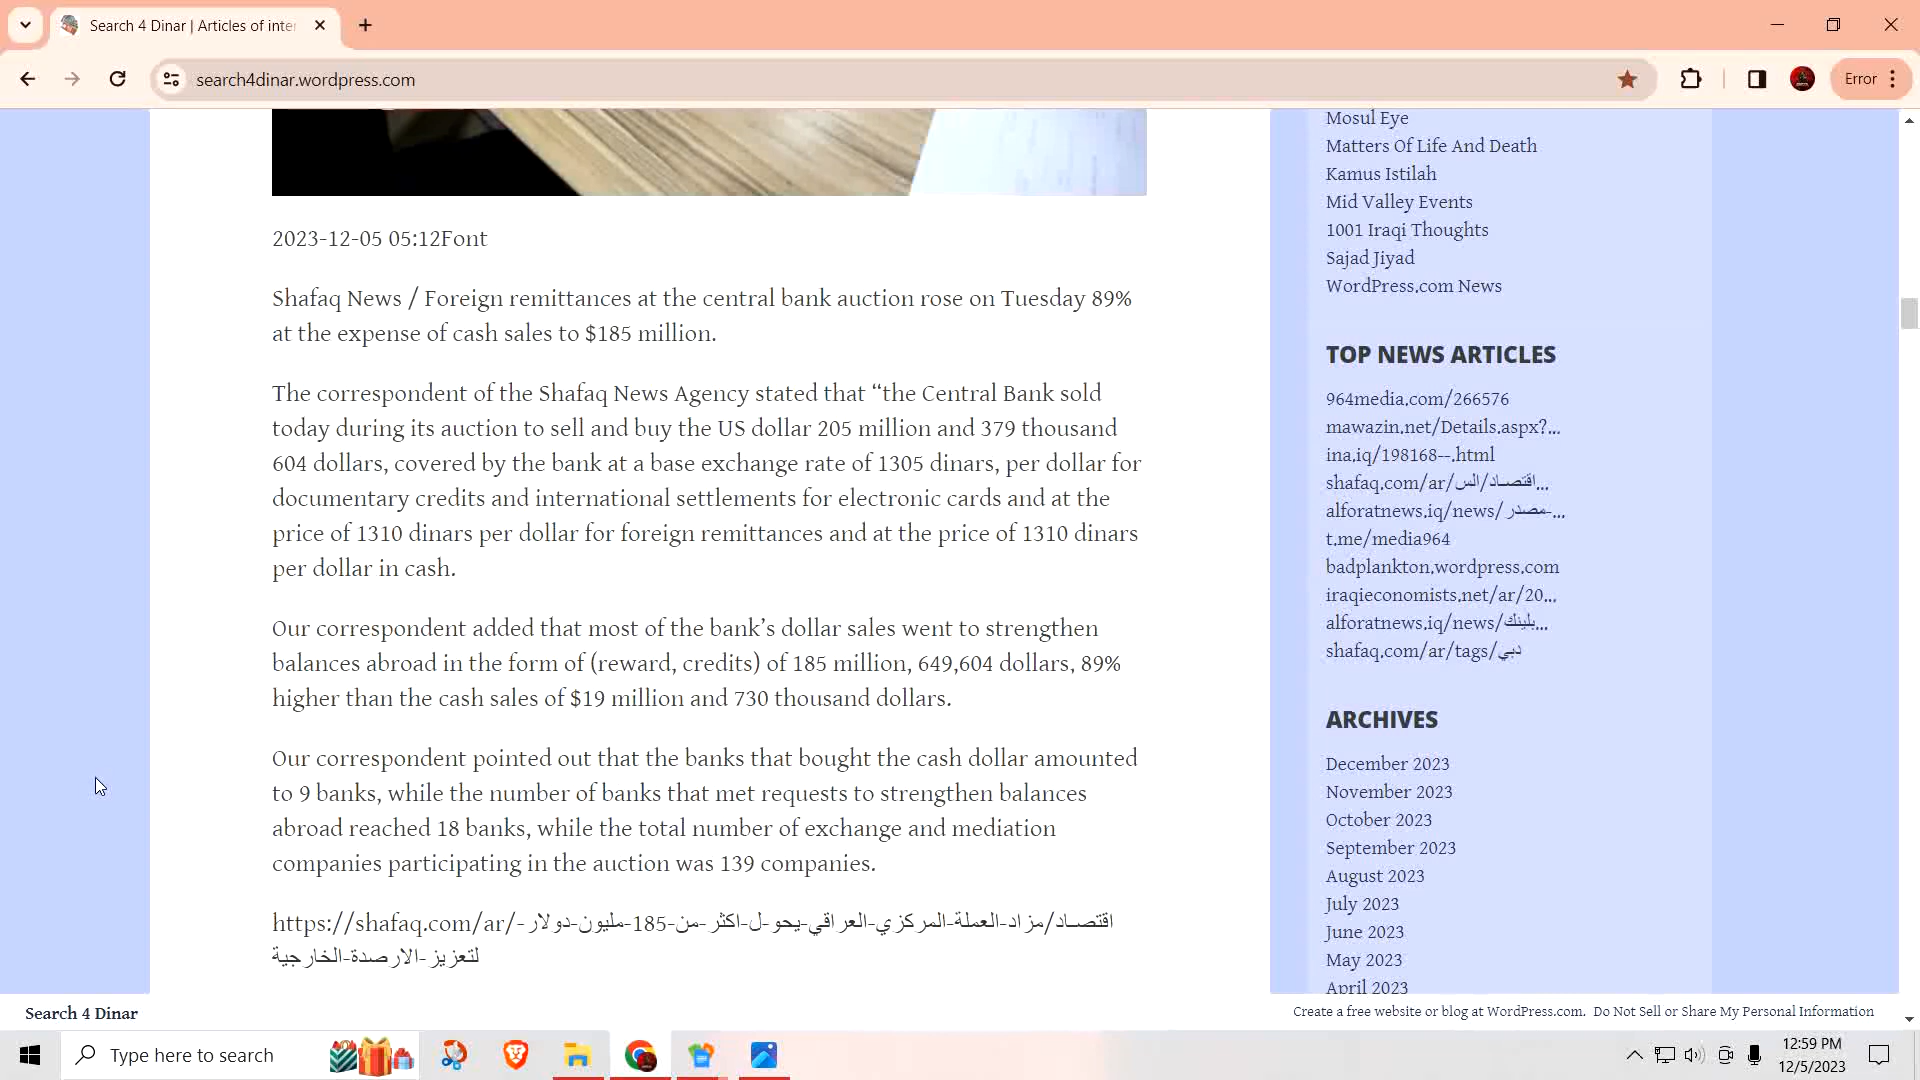 Search 4 Dinar | Articles of inte
search4dinar.wordpress.com
Error
2023-12-05 05:12Font
Shafaq News / Foreign remittances at the central bank auction rose on Tuesday 89%
at the expense of cash sales to $185 million.
The correspondent of the Shafaq News Agency stated that “the Central Bank sold
today during its auction to sell and buy the US dollar 205 million and 379 thousand
604 dollars, covered by the bank at a base exchange rate of 1305 dinars, per dollar for
documentary credits and international settlements for electronic cards and at the
price of 1310 dinars per dollar for foreign remittances and at the price of 1310 dinars
per dollar in cash.
Our correspondent added that most of the bank’s dollar sales went to strengthen
balances abroad in the form of (reward, credits) of 185 million, 649,604 dollars, 89%
higher than the cash sales of $19 million and 730 thousand dollars.
Our correspondent pointed out that the banks that bought the cash dollar amounted
to 9 banks, while the number of banks that met requests to strengthen balances
abroad reached 18 banks, while the total number of exchange and mediation
companies participating in the auction was 139 companies.
https://shafaq.com/ar/اقتصـاد/مزاد-العملة-المركزي-العراقي-يحو-ل-اكثر-من-185-مليون-دولار-
لتعزيز-الارصدة-الخارجية
Mosul Eye
Matters Of Life And Death
Kamus Istilah
Mid Valley Events
1001 Iraqi Thoughts
Sajad Jiyad
WordPress.com News
TOP NEWS ARTICLES
964media.com/266576
mawazin.net/Details.aspx?…
ina.iq/198168--.html
shafaq.com/ar/اقتصـاد/الس…
alforatnews.iq/news/مصدر-…
t.me/media964
badplankton.wordpress.com
iraqieconomists.net/ar/20…
alforatnews.iq/news/بلينك…
shafaq.com/ar/tags/دبي
ARCHIVES
December 2023
November 2023
October 2023
September 2023
August 2023
July 2023
June 2023
May 2023
April 2023
Search 4 Dinar
Create a free website or blog at WordPress.com. Do Not Sell or Share My Personal Information
Type here to search
12:59 PM
12/5/2023